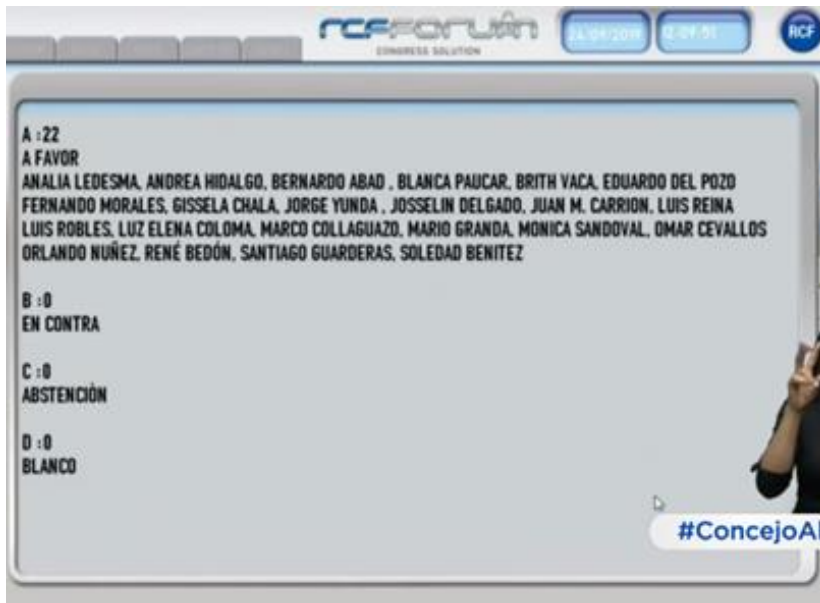 RCF FORUM
CONGRESS SOLUTION
RCF
A :22
A FAVOR
ANALIA LEDESMA, ANDREA HIDALGO, BERNARDO ABAD , BLANCA PAUCAR, BRITH VACA, EDUARDO DEL POZO
FERNANDO MORALES, GISSELA CHALA, JORGE YUNDA , JOSSELIN DELGADO, JUAN M. CARRION, LUIS REINA
LUIS ROBLES, LUZ ELENA COLOMA, MARCO COLLAGUAZO, MARIO GRANDA, MONICA SANDOVAL, OMAR CEVALLOS
ORLANDO NUÑEZ, RENÉ BEDÓN, SANTIAGO GUARDERAS, SOLEDAD BENITEZ
B :0
EN CONTRA
C :0
ABSTENCIÒN
D :0
BLANCO